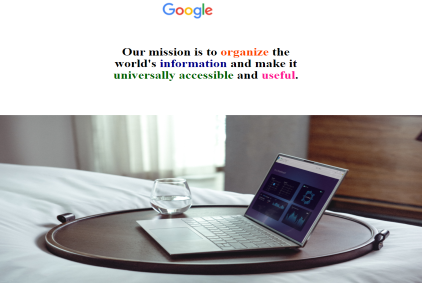 Google
Our mission is to organize the
world's information and make it
universally accessible and useful.